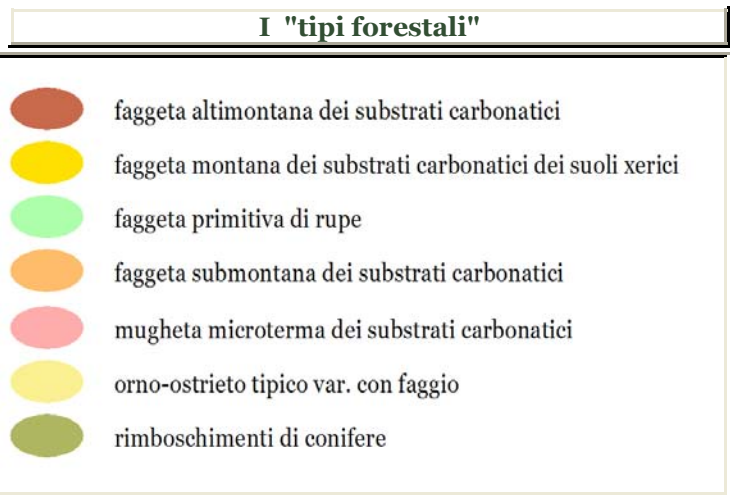 I "tipi forestali"
faggeta altimontana dei substrati carbonatici
faggeta montana dei substrati carbonatici dei suoli xerici
faggeta primitiva di rupe
faggeta submontana dei substrati carbonatici
mugheta microterma dei substrati carbonatici
orno-ostrieto tipico var. con faggio
rimboschimenti di conifere